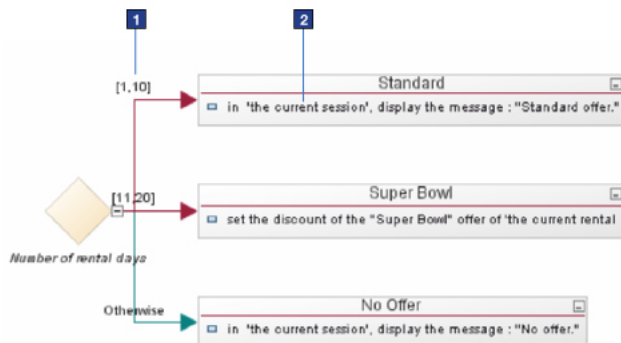 1
2
[1,10]
Standard
in 'the current session', display the message : "Standard offer."
[11,20]
Super Bowl
set the discount of the "Super Bowl" offer of 'the current rental
Number of rental days
Otherwise
No Offer
in 'the current session', display the message : "No offer."